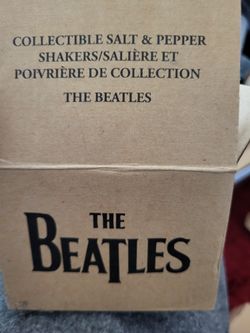 COLLECTIBLE SALT & PEPPER
SHAKERS/SALIÈRE ET
POIVRIÈRE DE COLLECTION
THE BEATLES
THE
BEATLES